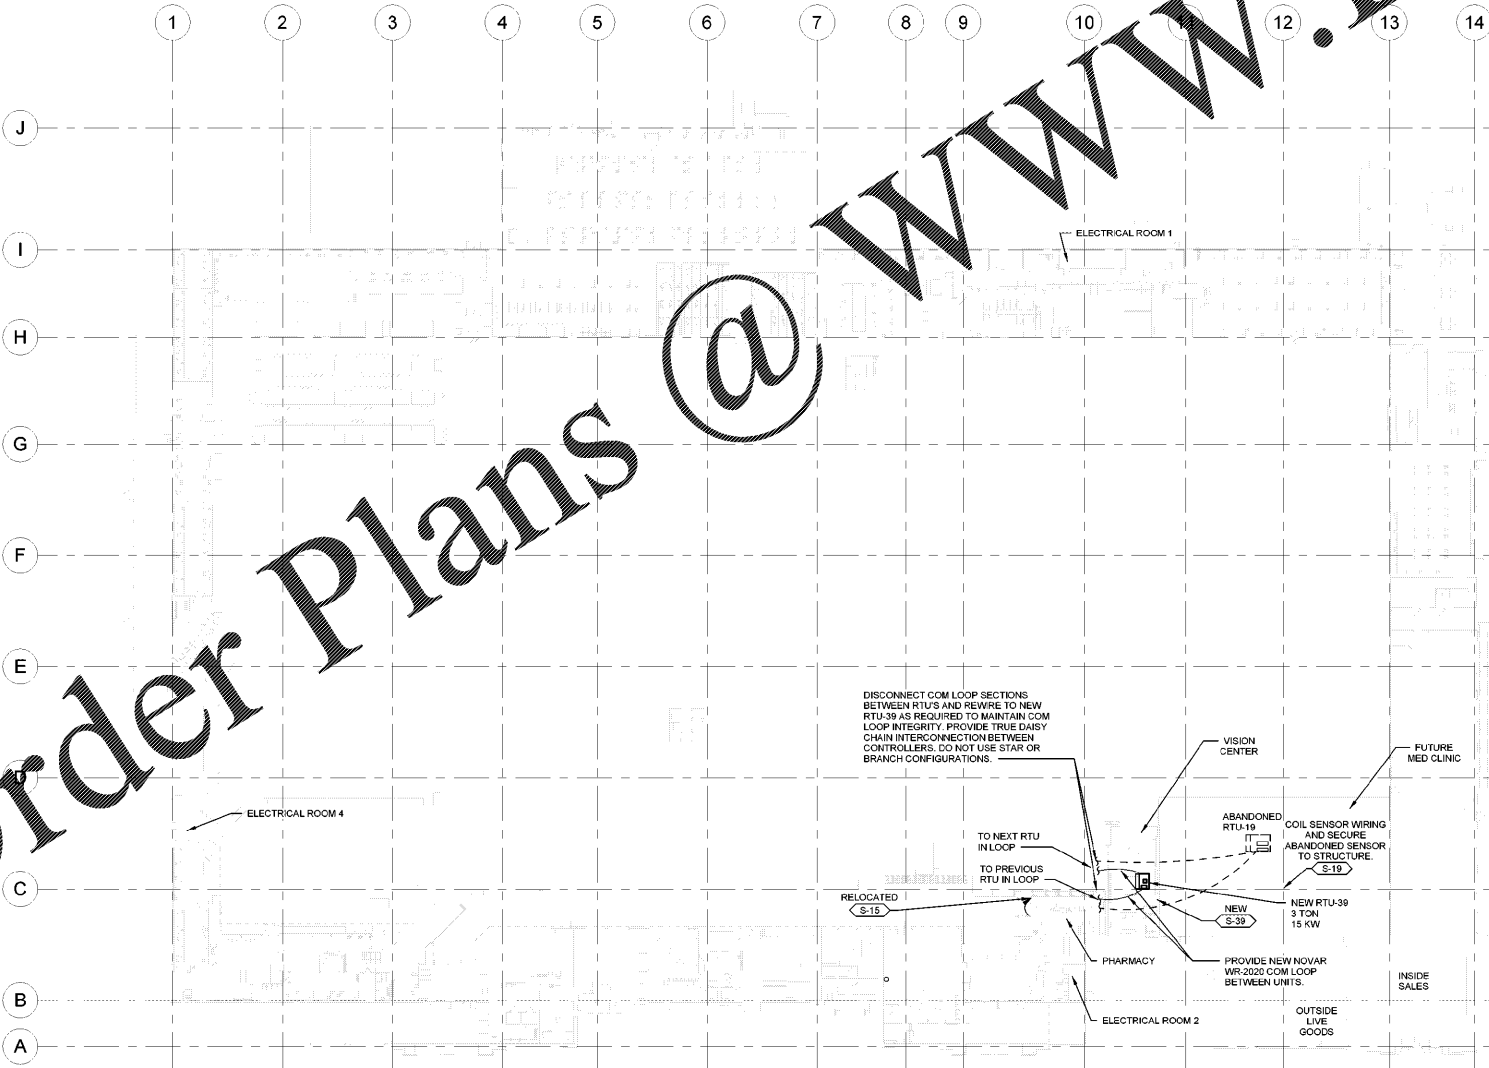 1 2 3 4 5 6 7 8 9 10 11 12 13 14
J
ELECTRICAL ROOM 1
I
H
G
F
E
D
C
B
A
Order Plans @ www.
DISCONNECT COM LOOP SECTIONS
BETWEEN RTU'S AND REWIRE TO NEW
RTU-39 AS REQUIRED TO MAINTAIN COM
LOOP INTEGRITY. PROVIDE TRUE DAISY
CHAIN INTERCONNECTION BETWEEN
CONTROLLERS. DO NOT USE STAR OR
BRANCH CONFIGURATIONS.
VISION
CENTER
FUTURE
MED CLINIC
ELECTRICAL ROOM 4
ABANDONED
RTU-19
COIL SENSOR WIRING
AND SECURE
ABANDONED SENSOR
TO STRUCTURE.
S-19
TO NEXT RTU
IN LOOP
TO PREVIOUS
RTU IN LOOP
RELOCATED
S-15
NEW
S-39
NEW RTU-39
3 TON
15 KW
PHARMACY
PROVIDE NEW NOVAR
WR-2020 COM LOOP
BETWEEN UNITS.
INSIDE
SALES
ELECTRICAL ROOM 2
OUTSIDE
LIVE
GOODS